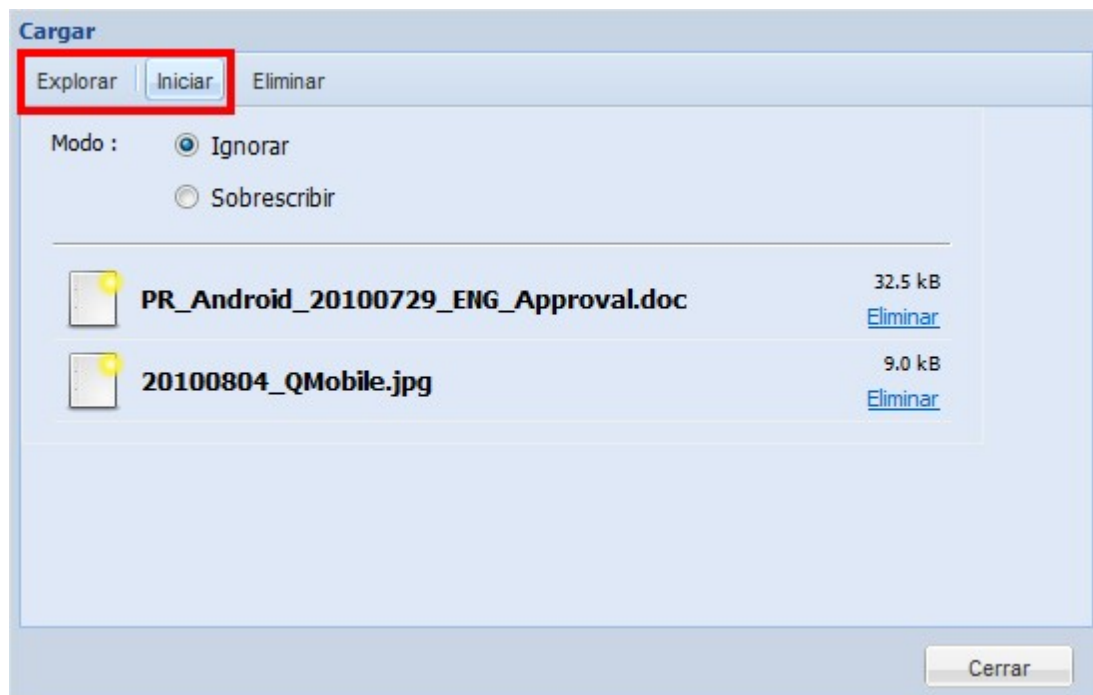 Cargar
Explorar Iniciar Eliminar
Modo : Ignorar
Sobrescribir
PR_Android_20100729_ENG_Approval.doc 32.5 kB
Eliminar
20100804_QMobile.jpg 9.0 kB
Eliminar
Cerrar